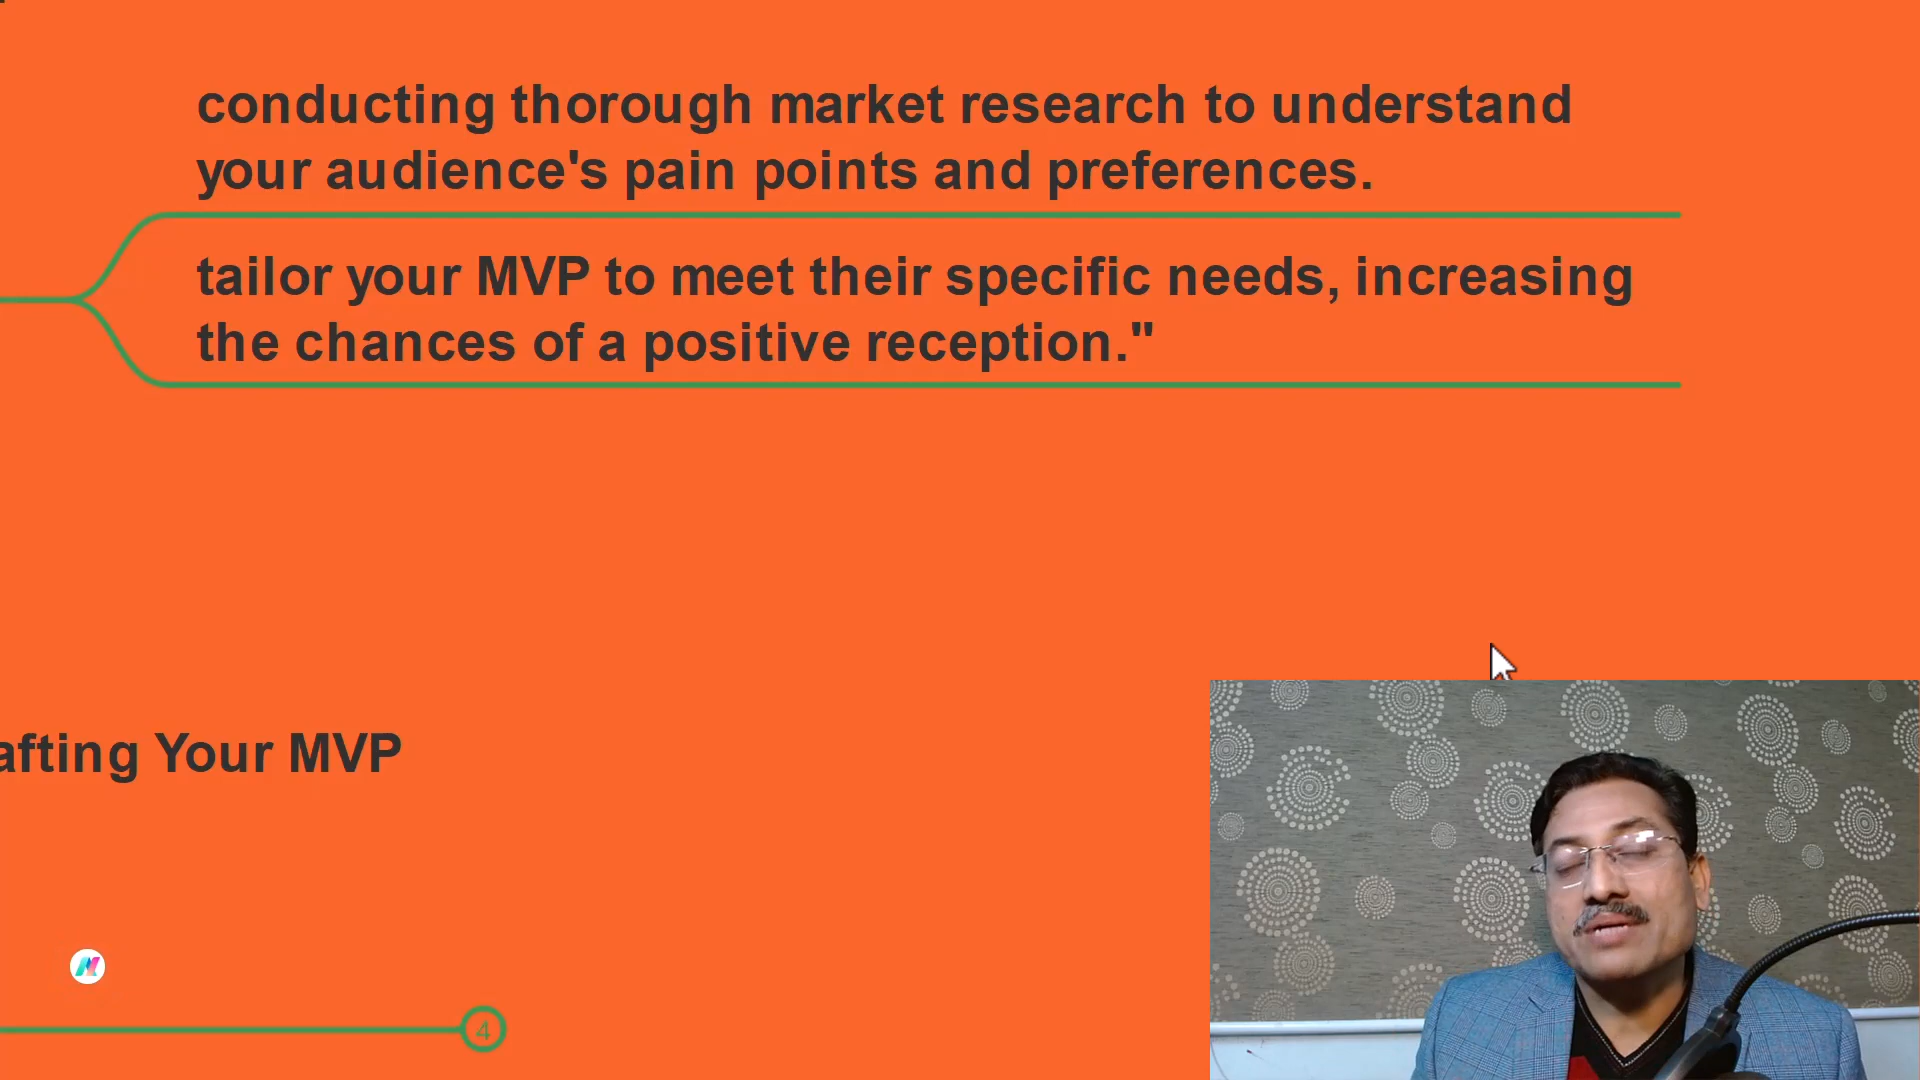 conducting thorough market research to understand
your audience's pain points and preferences.
tailor your MVP to meet their specific needs, increasing
the chances of a positive reception."
afting Your MVP
4